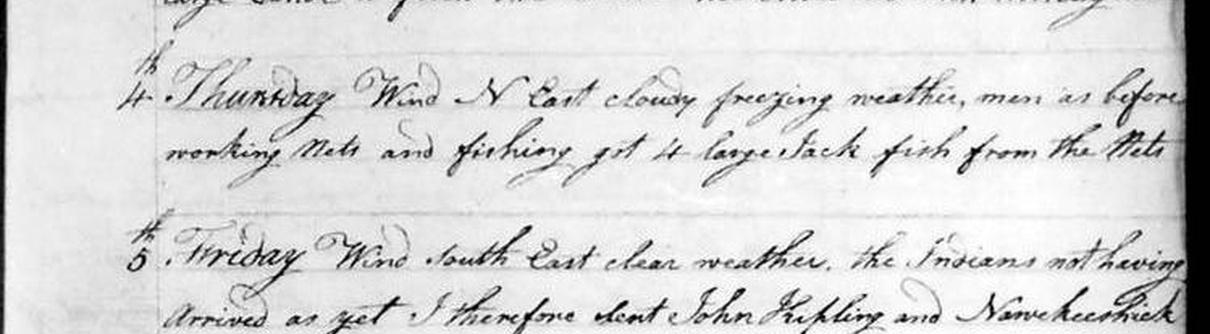 4th Thursday Wind N East cloudy freezing weather, men as before
working Nets and fishing got 4 large Jack fish from the Nets
5th Friday Wind South East clear weather. the Indians not having
Arrived as yet I therefore sent John Kipling and Nawekeeshick